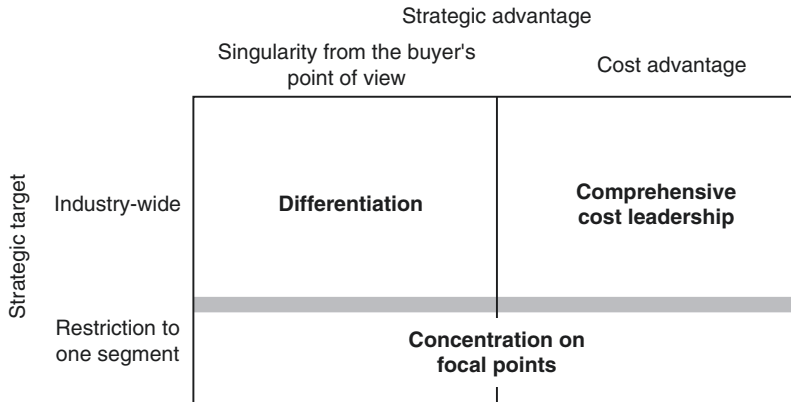 Strategic advantage
Singularity from the buyer's
point of view
Cost advantage
Strategic target
Industry-wide
Differentiation
Comprehensive
cost leadership
Restriction to
one segment
Concentration on
focal points